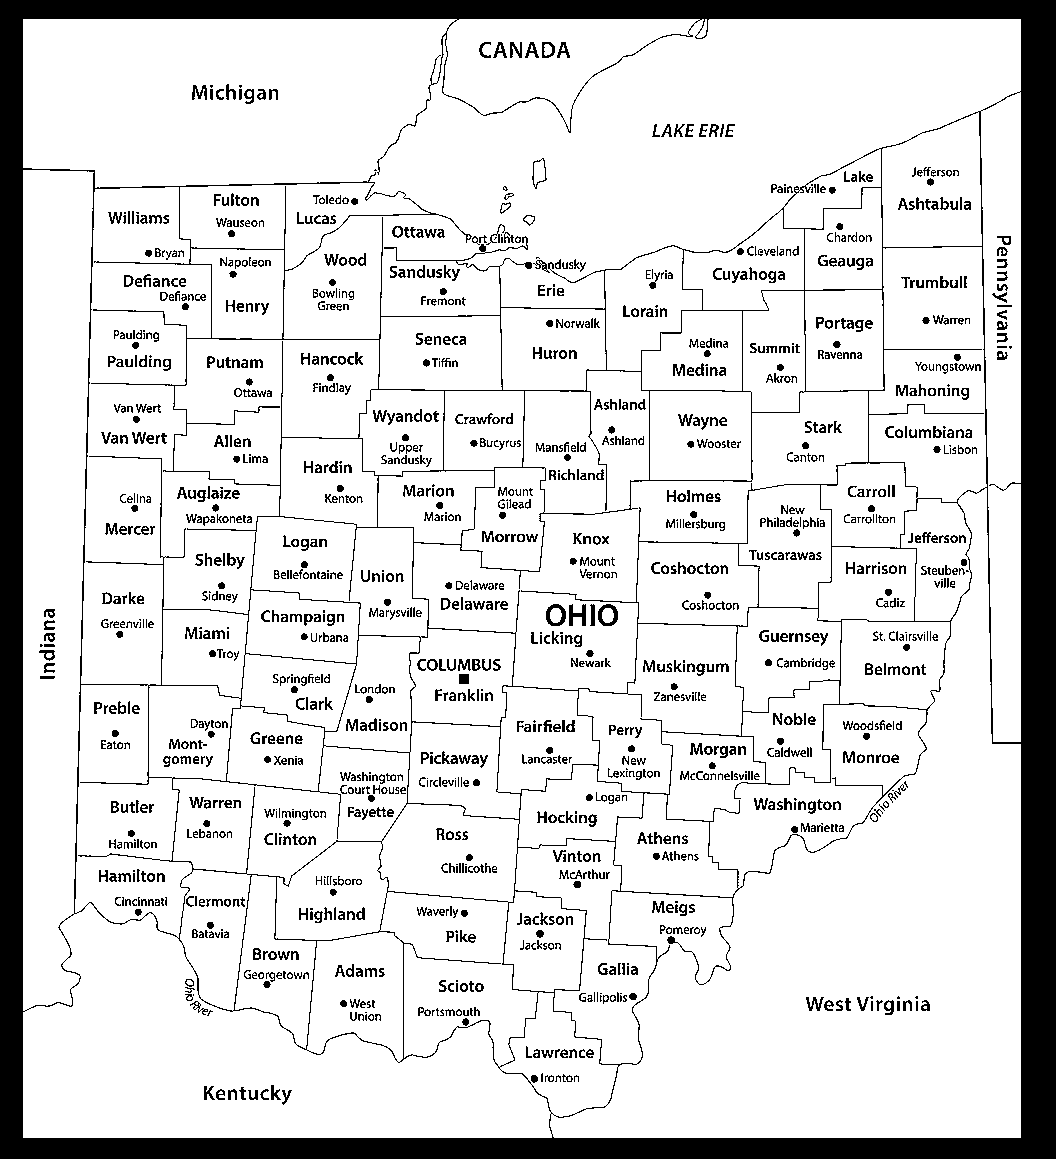 CANADA
Michigan
LAKE ERIE
Jefferson
Ashtabula
Lake
Painesville
Fulton
Wauseon
Toledo
Lucas
Williams
Bryan
Ottawa
Port Clinton
Chardon
Geauga
Cleveland
Cuyahoga
Pennsylvania
Napoleon
Henry
Wood
Bowling
Green
Sandusky
Fremont
Sandusky
Erie
Elyria
Lorain
Trumbull
Warren
Defiance
Defiance
Paulding
Paulding
Putnam
Ottawa
Hancock
Findlay
Seneca
Tiffin
Norwalk
Huron
Medina
Medina
Summit
Akron
Portage
Ravenna
Youngstown
Mahoning
Van Wert
Van Wert
Allen
Lima
Wyandot
Upper
Sandusky
Crawford
Bucyrus
Mansfield
Richland
Ashland
Ashland
Wayne
Wooster
Stark
Canton
Columbiana
Lisbon
Celina
Mercer
Auglaize
Wapakoneta
Hardin
Kenton
Marion
Marion
Mount
Gilead
Morrow
Holmes
Millersburg
New
Philadelphia
Tuscarawas
Carroll
Carrollton
Jefferson
Steuben-
ville
Shelby
Sidney
Logan
Bellefontaine
Union
Marysville
Delaware
Delaware
Knox
Mount
Vernon
Coshocton
Coshocton
Harrison
Cadiz
Indiana
Darke
Greenville
Miami
Troy
Champaign
Urbana
OHIO
Licking
Newark
Guernsey
Cambridge
St. Clairsville
Belmont
Springfield
Clark
London
Madison
COLUMBUS
Franklin
Muskingum
Zanesville
Preble
Eaton
Dayton
Mont-
gomery
Greene
Xenia
Pickaway
Circleville
Fairfield
Lancaster
Perry
New
Lexington
Morgan
McConnelsville
Noble
Caldwell
Woodsfield
Monroe
Butler
Hamilton
Warren
Lebanon
Wilmington
Clinton
Washington
Court House
Fayette
Ross
Chillicothe
Logan
Hocking
Athens
Athens
Washington
Marietta
Ohio River
Hamilton
Cincinnati
Clermont
Batavia
Hillsboro
Highland
Vinton
McArthur
Waverly
Pike
Jackson
Jackson
Meigs
Pomeroy
Brown
Georgetown
Ohio River
Adams
West
Union
Scioto
Portsmouth
Gallia
Gallipolis
Lawrence
Ironton
West Virginia
Kentucky